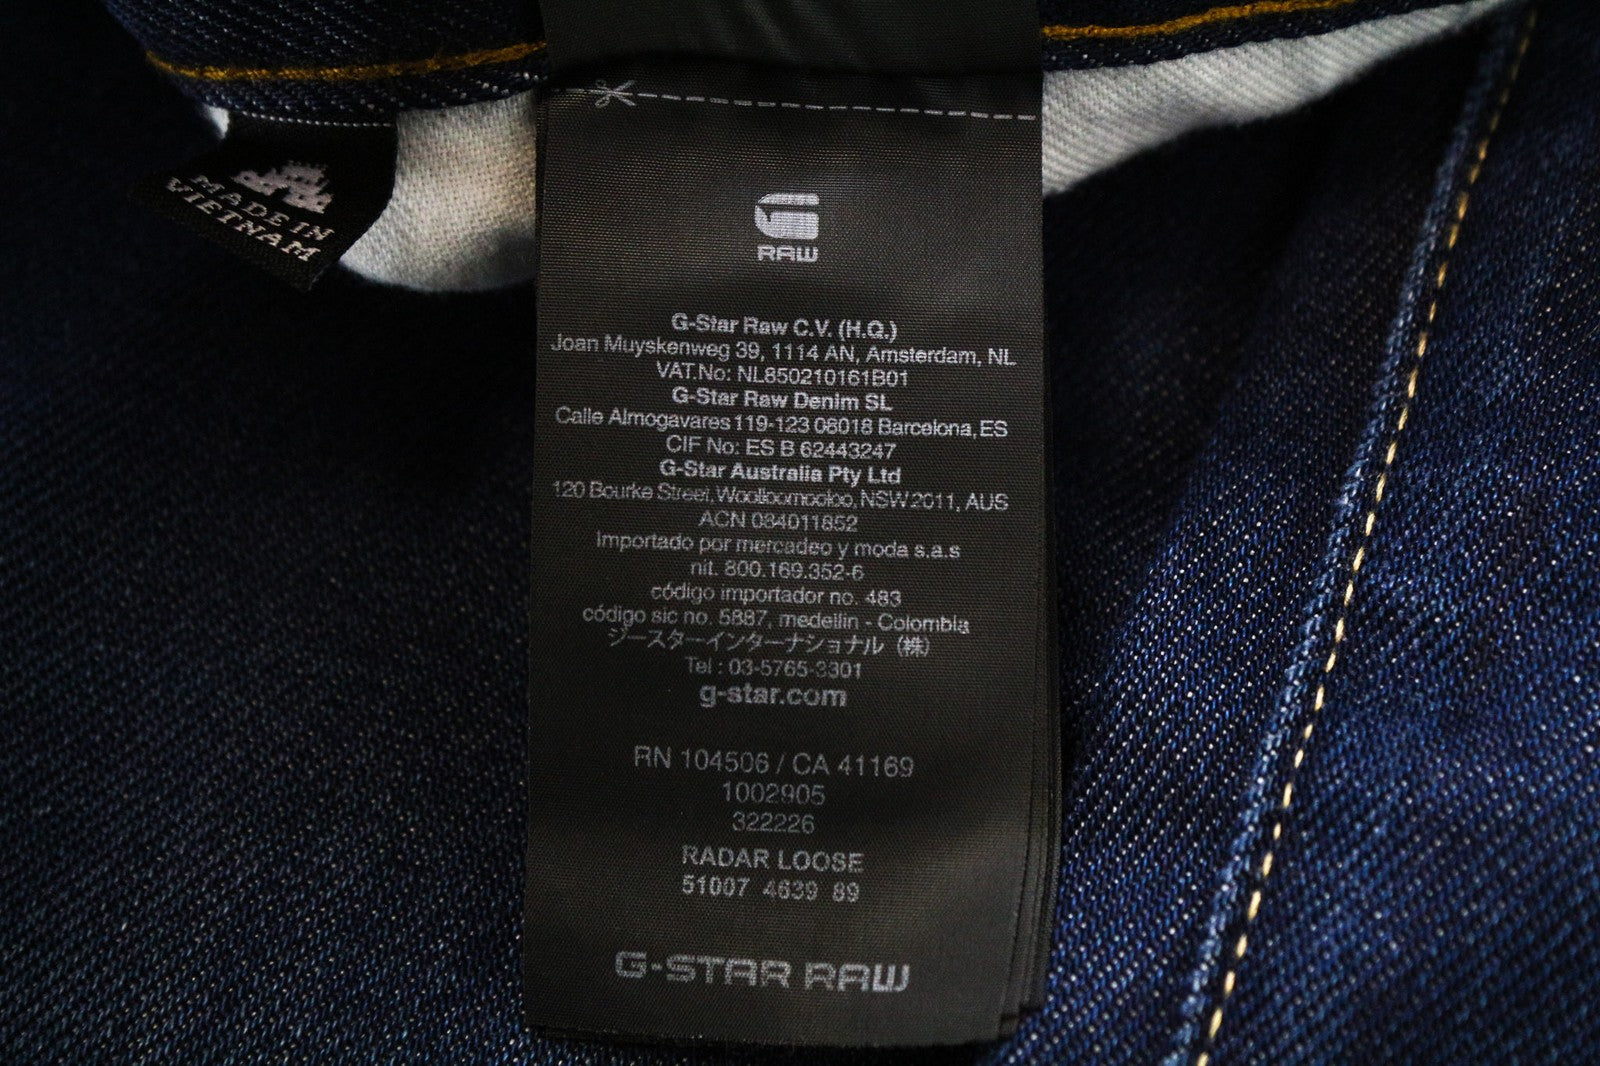 MADE IN
VIETNAM
RAW
G-Star Raw C.V. (H.Q.)
Joan Muyskenweg 39, 1114 AN, Amsterdam, NL
VAT.No: NL850210161B01
G-Star Raw Denim SL
Calle Almogavares 119-123 08018 Barcelona, ES
CIF No: ES B 62443247
G-Star Australia Pty Ltd
120 Bourke Street, Woolloomooloo, NSW 2011, AUS
ACN 084011852
Importado por mercadeo y moda s.a.s
nit. 800.169.352-6
código importador no. 483
código sic no. 5887, medellin - Colombia
ジースターインターナショナル (株)
Tel : 03-5765-3301
g-star.com
RN 104506 / CA 41169
1002905
322226
RADAR LOOSE
51007 4639 89
G-STAR RAW